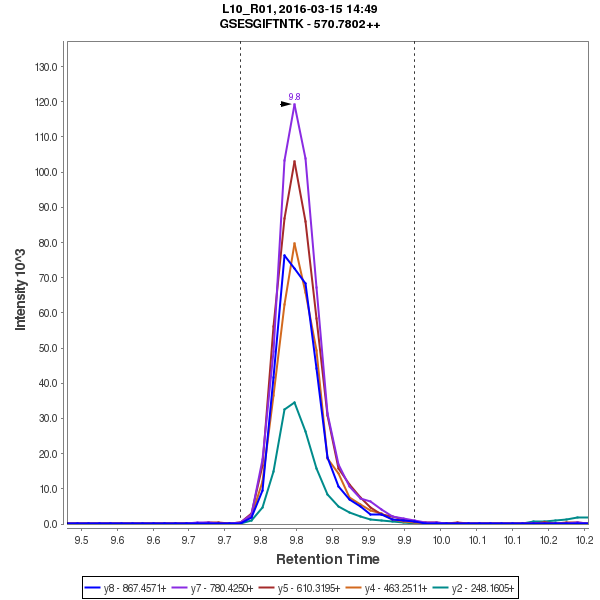 L10_R01, 2016-03-15 14:49
GSESGIFTNTK - 570.7802++
130.0
120.0
110.0
100.0
90.0
80.0
70.0
60.0
50.0
40.0
30.0
20.0
10.0
0.0
Intensity 10^3
9.8
9.5 9.6 9.6 9.7 9.7 9.8 9.8 9.8 9.9 9.9 10.0 10.0 10.1 10.2 10.2
Retention Time
y8 - 867.4571+ y7 - 780.4250+ y5 - 610.3195+ y4 - 463.2511+ y2 - 248.1605+